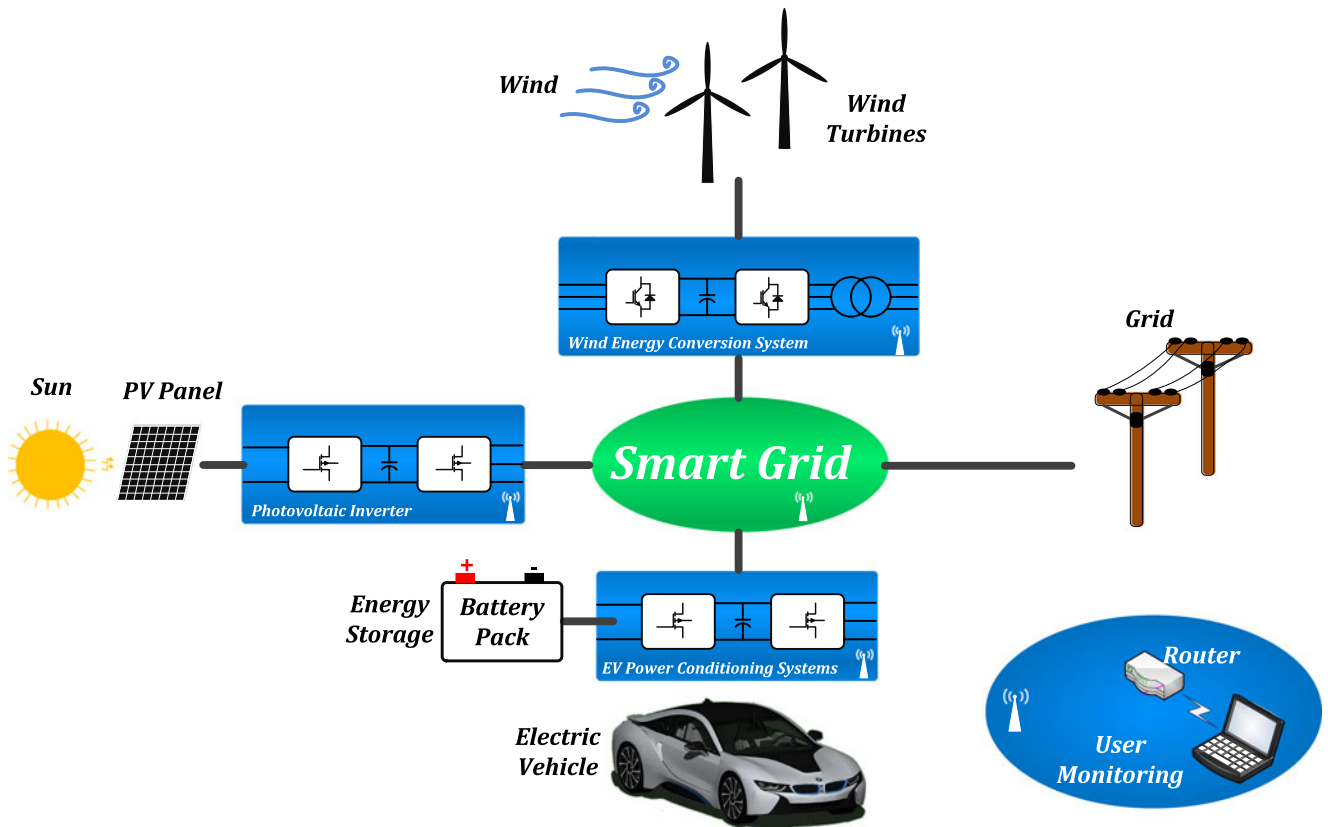 Wind
Wind
Turbines
Wind Energy Conversion System
Grid
Sun
PV Panel
Photovoltaic Inverter
Smart Grid
+
-
Energy
Storage
Battery
Pack
EV Power Conditioning Systems
Electric
Vehicle
Router
User
Monitoring